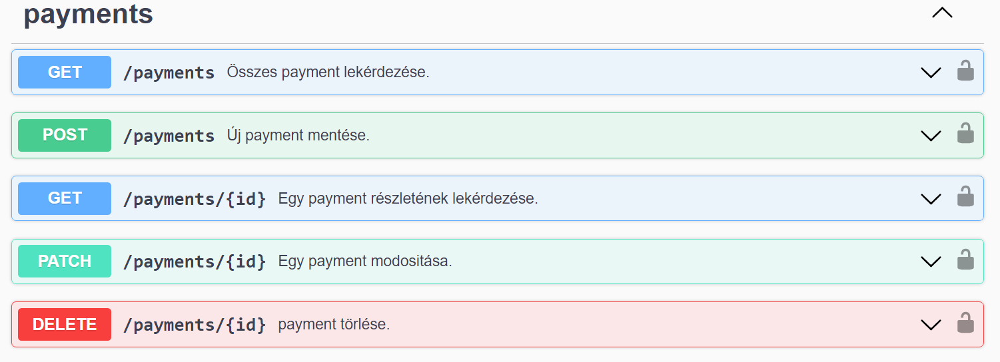 payments
GET /payments Összes payment lekérdezése.
POST /payments Új payment mentése.
GET /payments/{id} Egy payment részletének lekérdezése.
PATCH /payments/{id} Egy payment modositása.
DELETE /payments/{id} payment törlése.